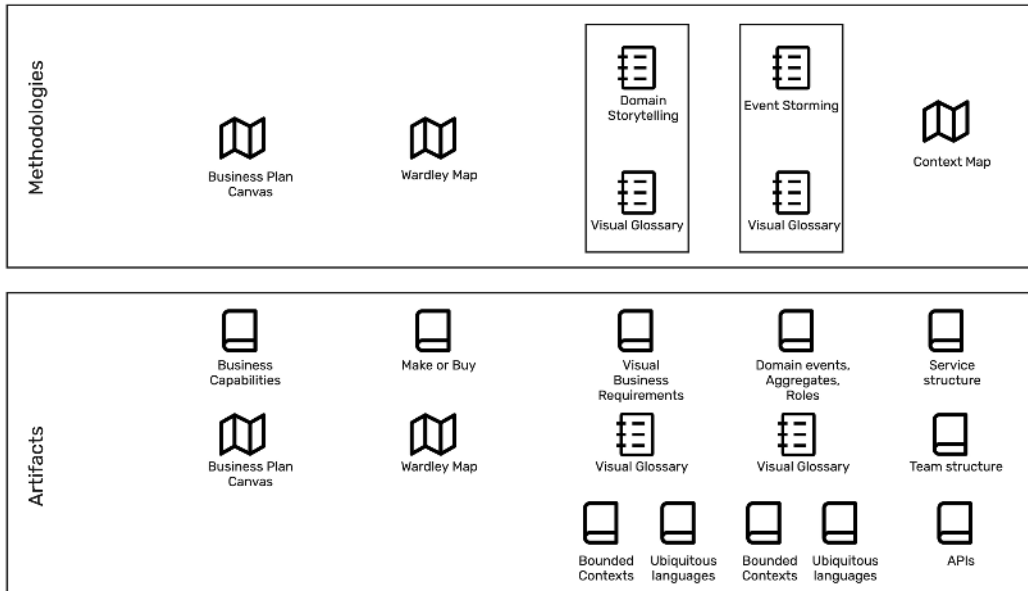 Methodologies
Domain
Storytelling
Event Storming
Business Plan
Canvas
Wardley Map
Context Map
Visual Glossary
Visual Glossary
Artifacts
Business
Capabilities
Make or Buy
Visual
Business
Requirements
Domain events,
Aggregates,
Roles
Service
structure
Business Plan
Canvas
Wardley Map
Visual Glossary
Visual Glossary
Team structure
Bounded
Contexts
Ubiquitous
languages
Bounded
Contexts
Ubiquitous
languages
APIs